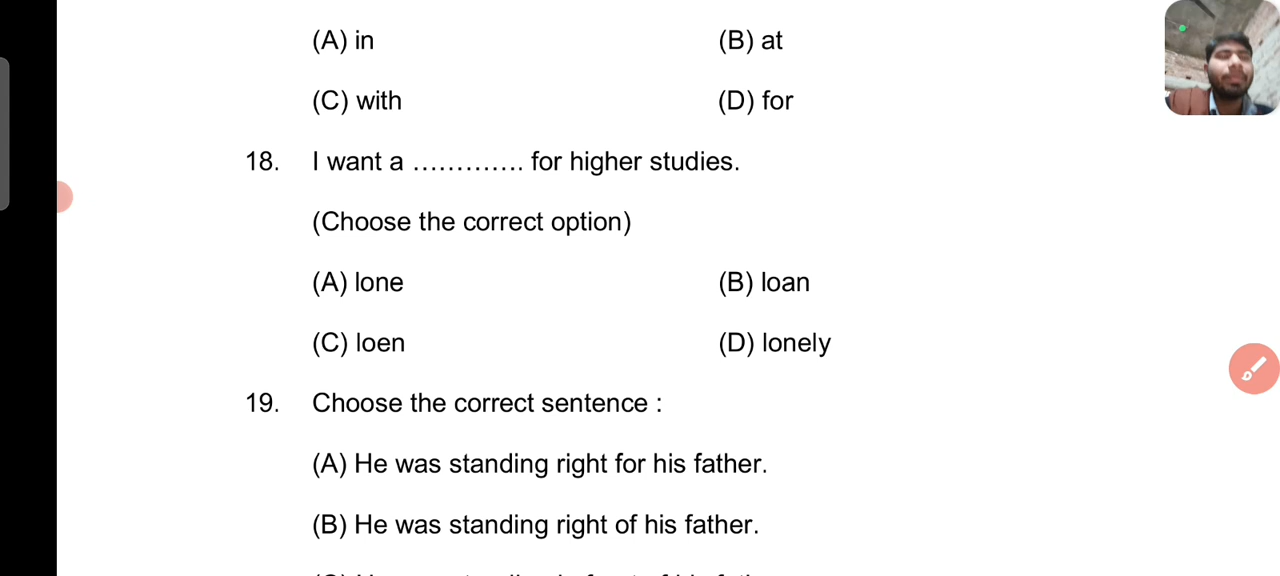 (A) in (B) at
(C) with (D) for
18. I want a …………. for higher studies.
(Choose the correct option)
(A) lone (B) loan
(C) loen (D) lonely
19. Choose the correct sentence :
(A) He was standing right for his father.
(B) He was standing right of his father.